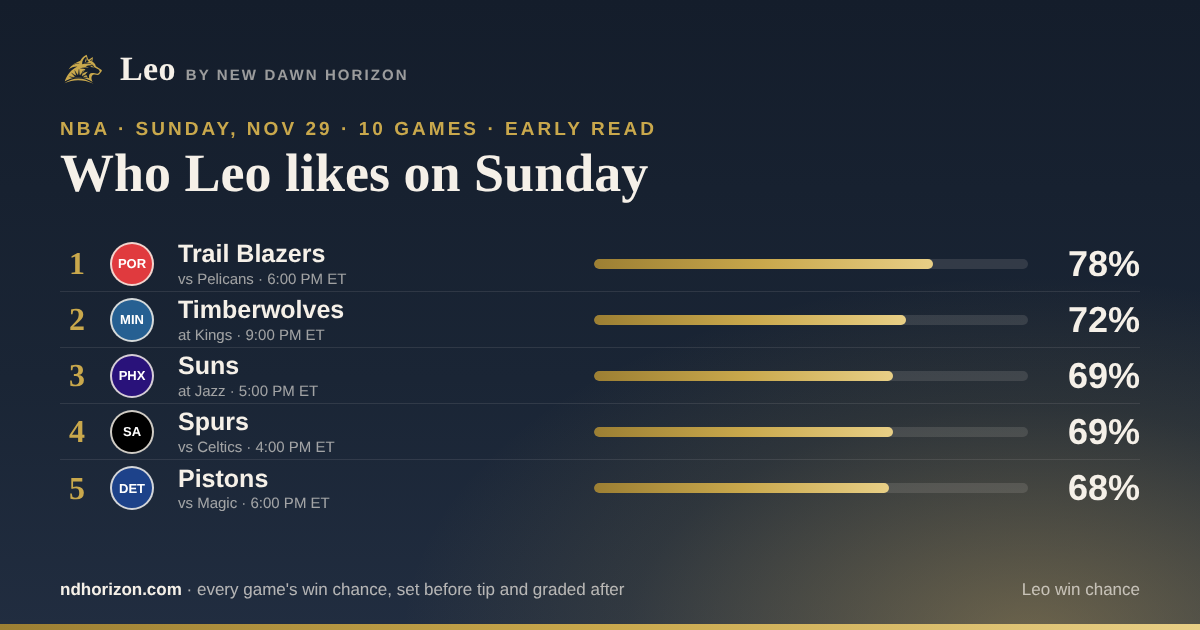 Leo BY NEW DAWN HORIZON
NBA · SUNDAY, NOV 29 · 10 GAMES · EARLY READ
Who Leo likes on Sunday
1 POR Trail Blazers 78%
vs Pelicans · 6:00 PM ET
2 MIN Timberwolves 72%
at Kings · 9:00 PM ET
3 PHX Suns 69%
at Jazz · 5:00 PM ET
4 SA Spurs 69%
vs Celtics · 4:00 PM ET
5 DET Pistons 68%
vs Magic · 6:00 PM ET
ndhorizon.com · every game's win chance, set before tip and graded after Leo win chance